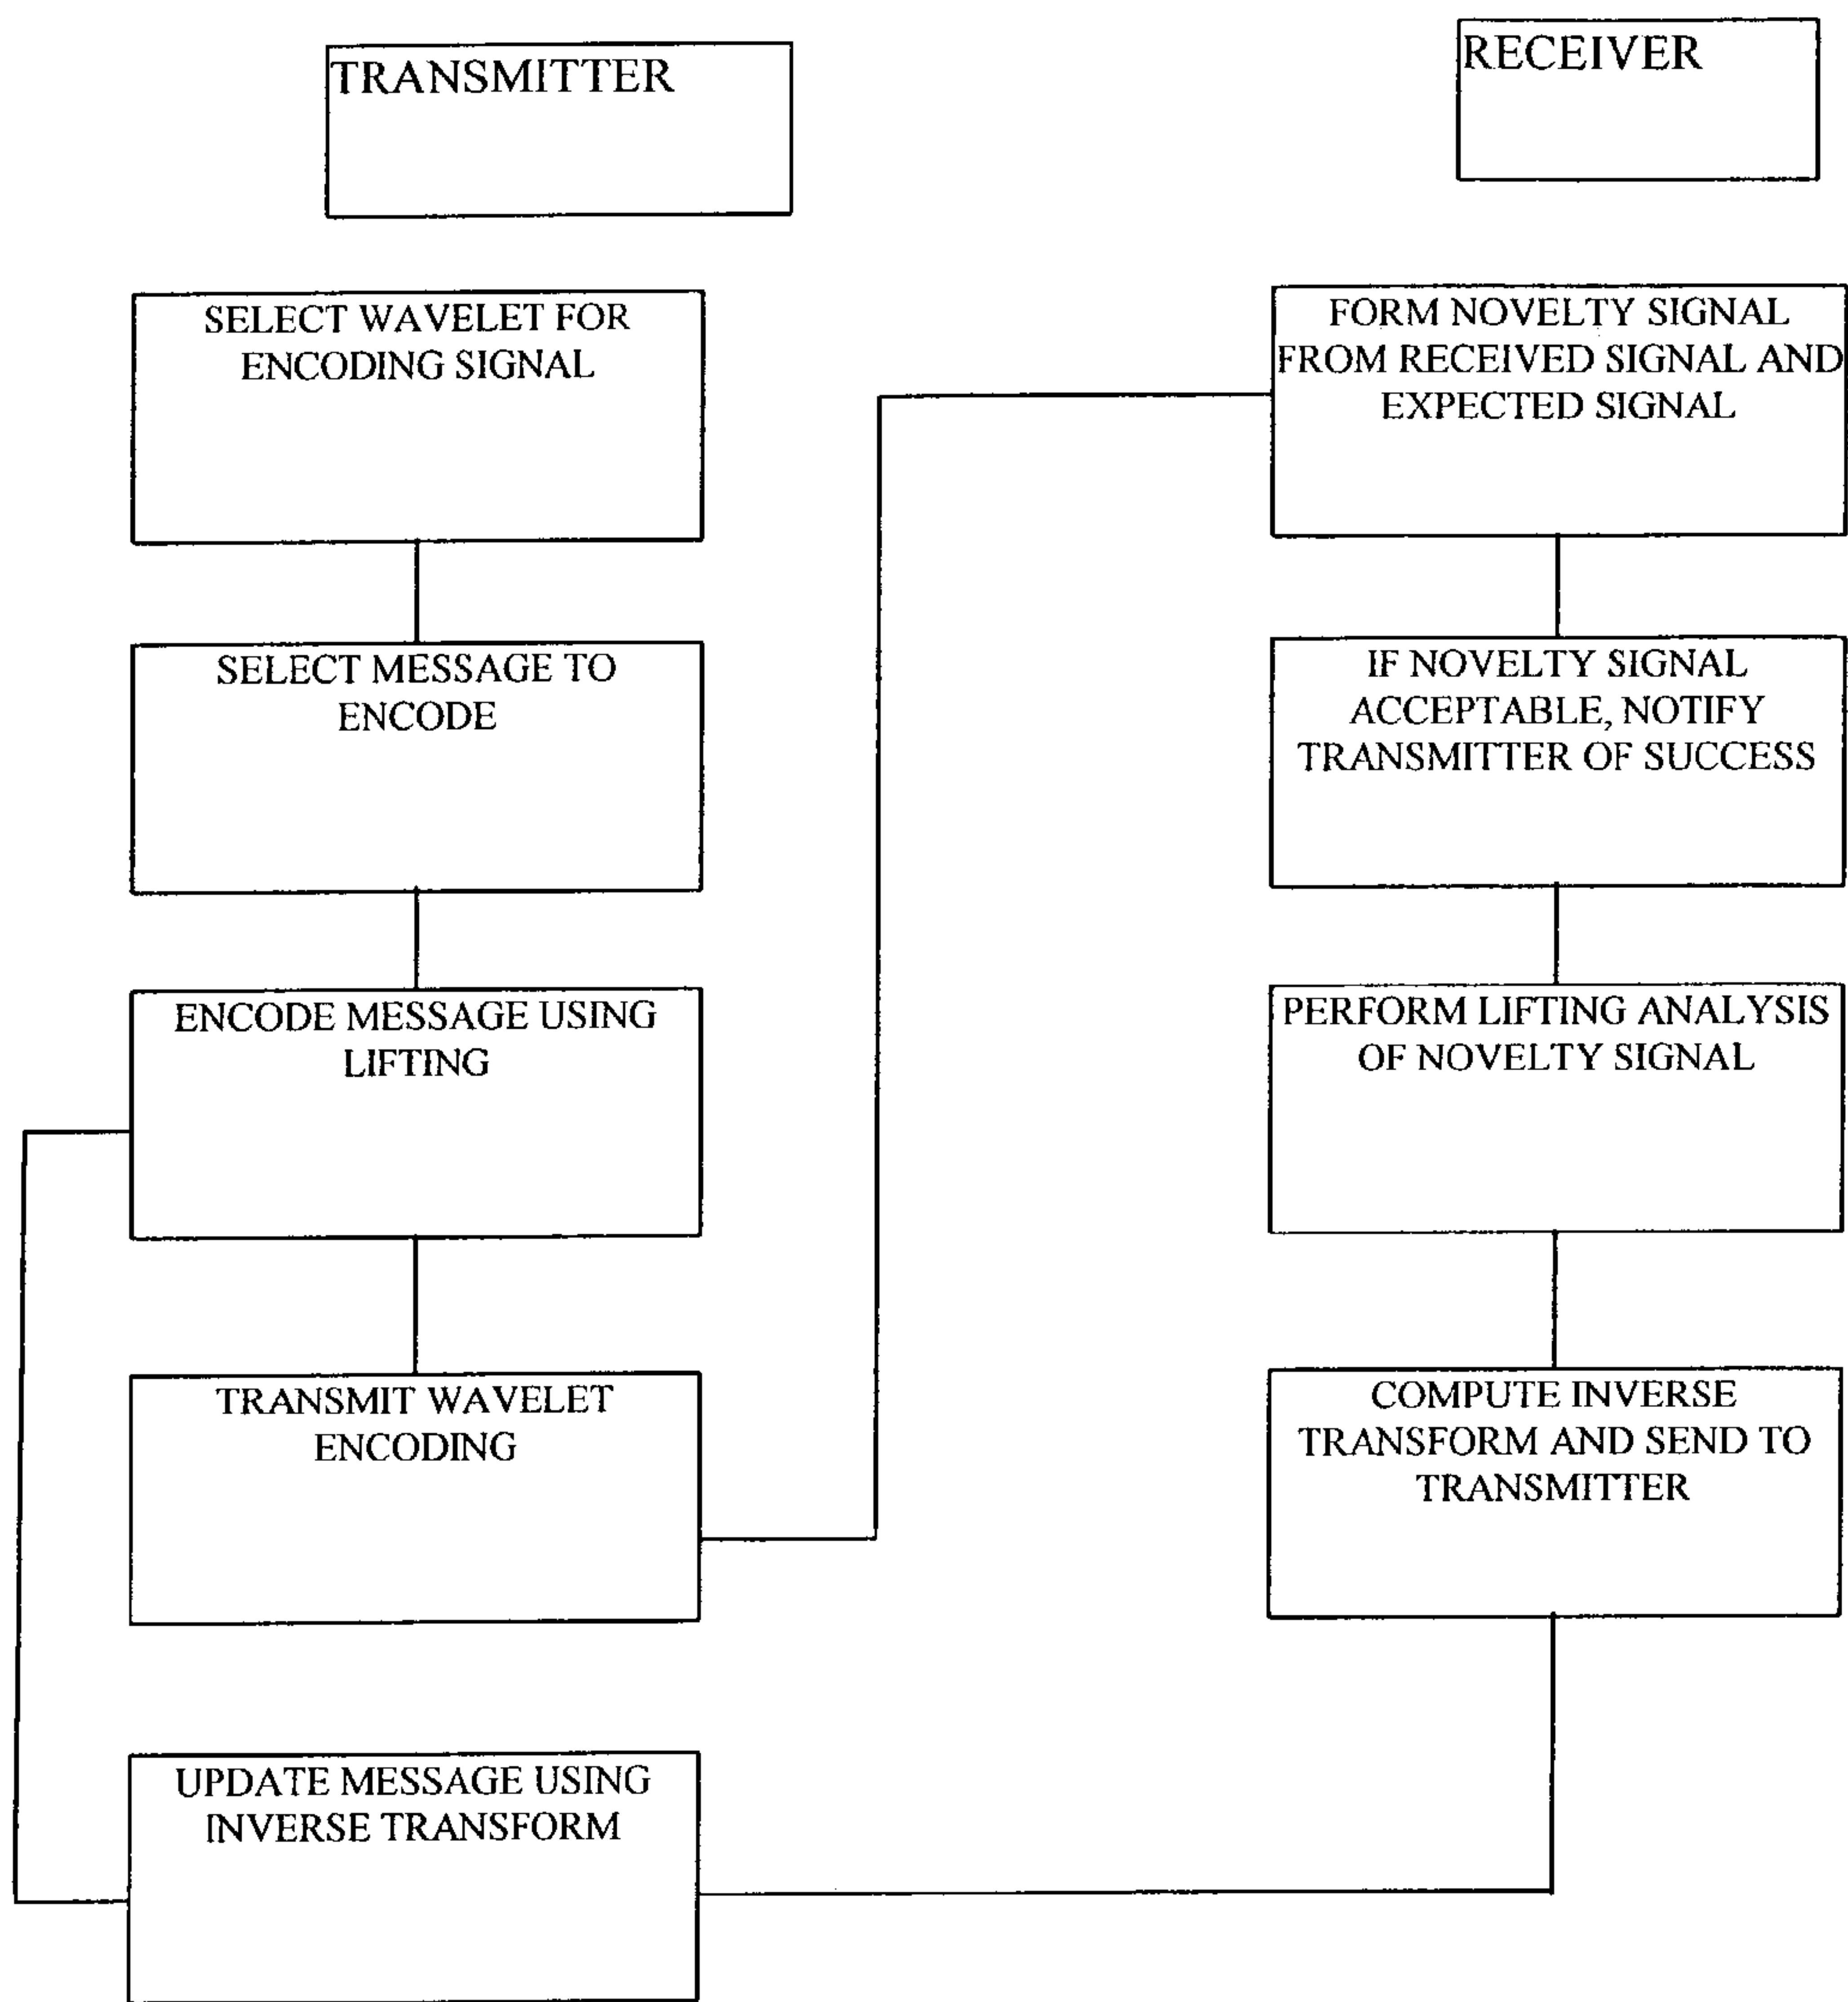 TRANSMITTER
RECEIVER
SELECT WAVELET FOR
ENCODING SIGNAL
SELECT MESSAGE TO
ENCODE
ENCODE MESSAGE USING
LIFTING
TRANSMIT WAVELET
ENCODING
UPDATE MESSAGE USING
INVERSE TRANSFORM
FORM NOVELTY SIGNAL
FROM RECEIVED SIGNAL AND
EXPECTED SIGNAL
IF NOVELTY SIGNAL
ACCEPTABLE, NOTIFY
TRANSMITTER OF SUCCESS
PERFORM LIFTING ANALYSIS
OF NOVELTY SIGNAL
COMPUTE INVERSE
TRANSFORM AND SEND TO
TRANSMITTER